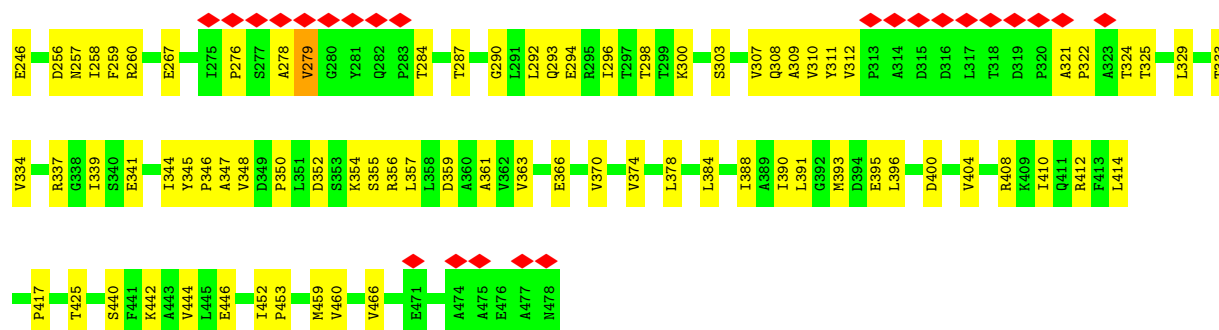 E246 D256 N257 I258 F259 R260 E267 I275 P276 S277 A278 V279 G280 Y281 Q282 P283 T284 T287 G290 L291 L292 Q293 E294 R295 I296 T297 T298 T299 K300 S303 V307 Q308 A309 V310 Y311 V312 P313 A314 D315 D316 L317 T318 D319 P320 A321 P322 A323 T324 T325 L329
V334 R337 G338 I339 S340 E341 I344 Y345 P346 A347 V348 D349 P350 L351 D352 S353 K354 S355 R356 L357 L358 D359 A360 A361 V362 V363 E366 V370 V374 L378 L384 I388 A389 I390 L391 G392 M393 D394 E395 L396 D400 V404 R408 K409 I410 Q411 R412 F413 L414
P417 T425 S440 F441 K442 A443 V444 L445 E446 I452 P453 M459 V460 V466 E471 A474 A475 E476 A477 N478